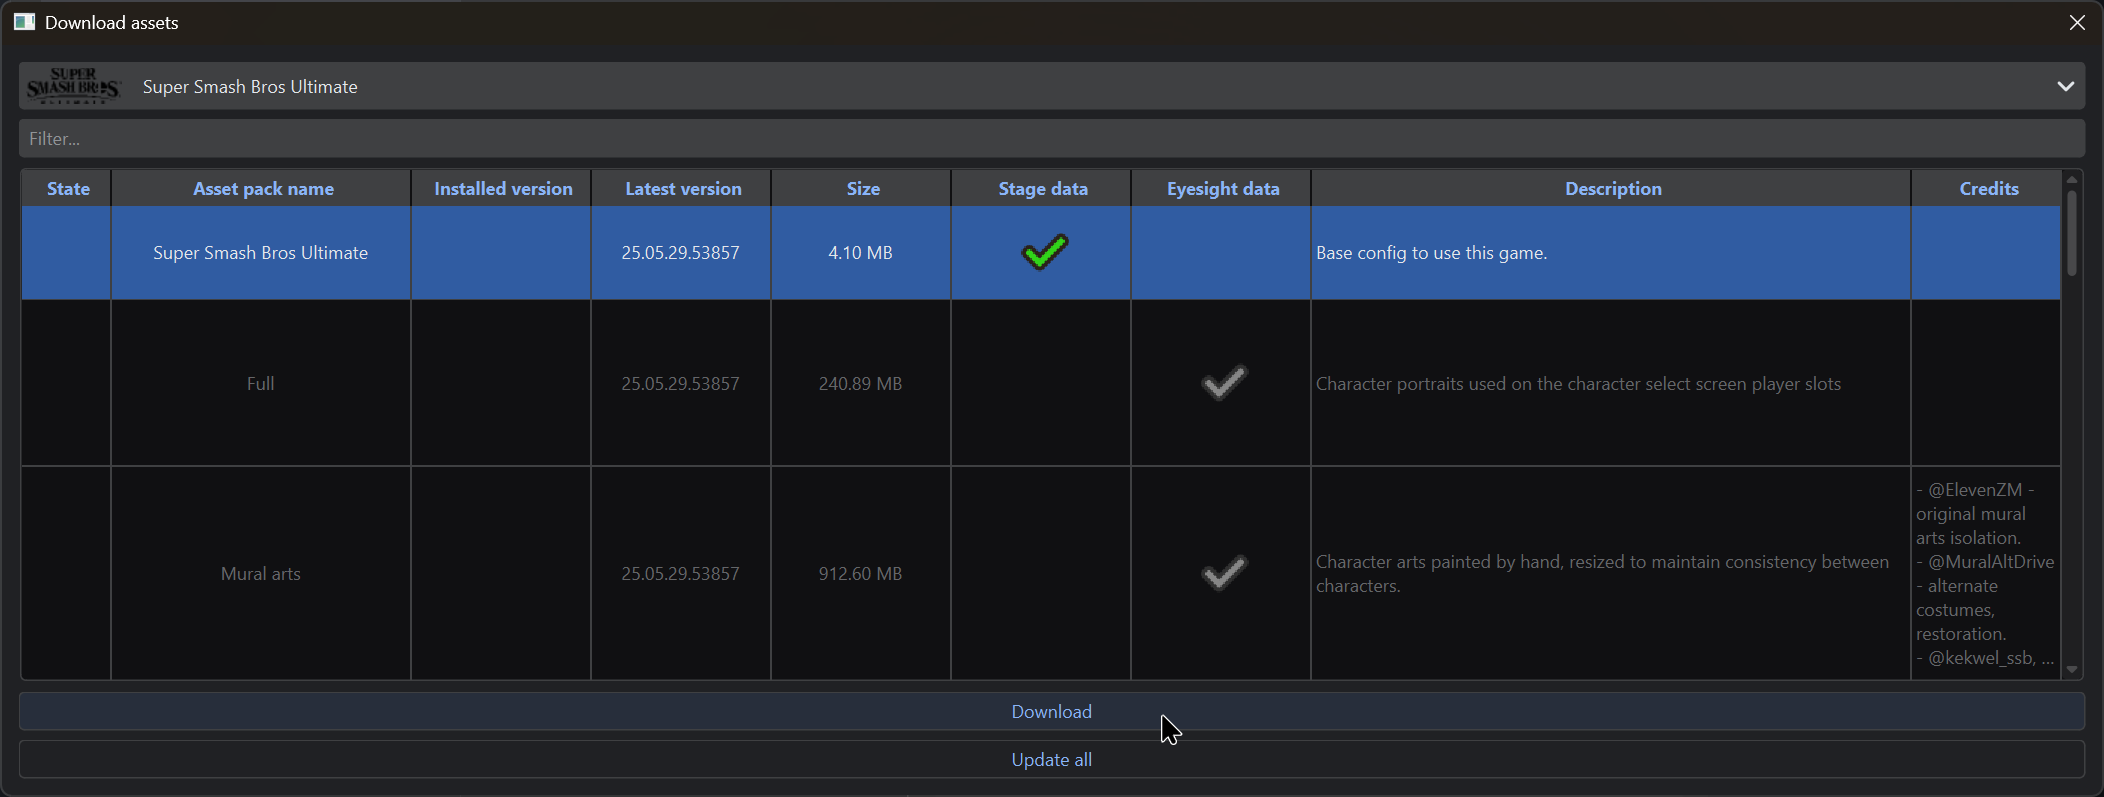 Download assets
SUPER
SMASH BROS.
ULTIMATE
Super Smash Bros Ultimate
Filter...
State Asset pack name Installed version Latest version Size Stage data Eyesight data Description Credits
Super Smash Bros Ultimate 25.05.29.53857 4.10 MB Base config to use this game.
Full 25.05.29.53857 240.89 MB Character portraits used on the character select screen player slots
Mural arts 25.05.29.53857 912.60 MB Character arts painted by hand, resized to maintain consistency between
characters.
- @ElevenZM -
original mural
arts isolation.
- @MuralAltDrive
- alternate
costumes,
restoration.
- @kekwel_ssb, ...
Download
Update all